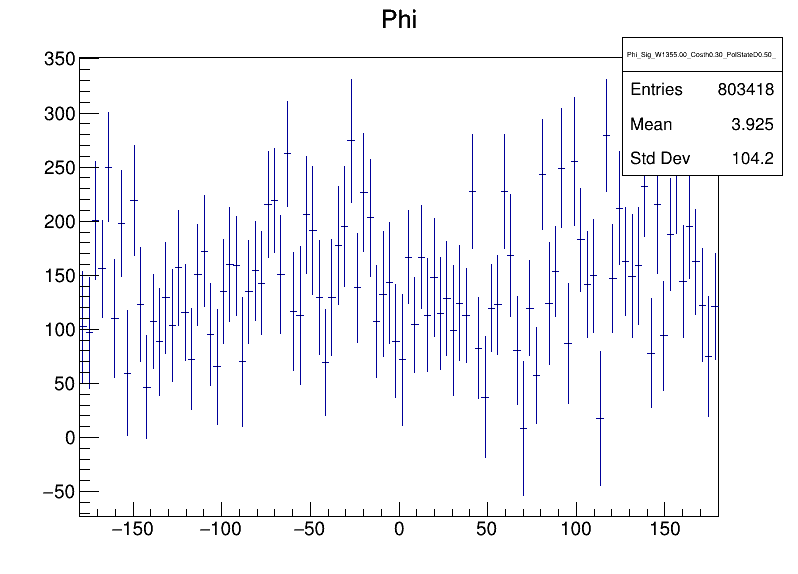 Phi
Phi_Sig_W1355.00_Costh0.30_PolStateD0.50_
Entries 803418
Mean 3.925
Std Dev 104.2
350
300
250
200
150
100
50
0
−50
−150 −100 −50 0 50 100 150